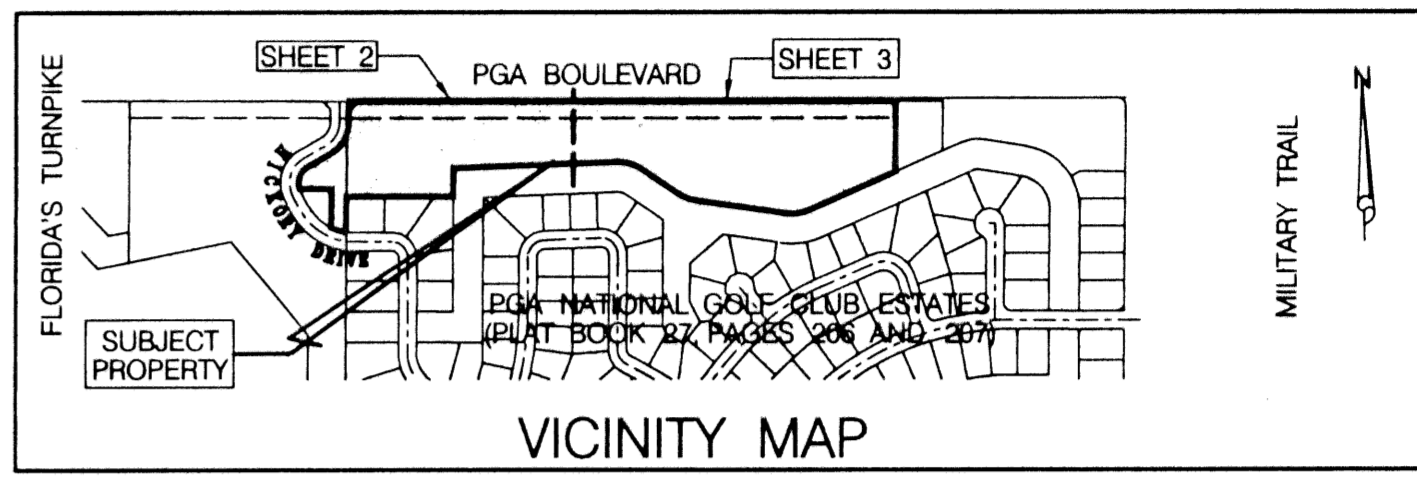 FLORIDA'S TURNPIKE
SHEET 2
PGA BOULEVARD
SHEET 3
N
HICKORY DRIVE
MILITARY TRAIL
SUBJECT
PROPERTY
PGA NATIONAL GOLF CLUB ESTATES
(PLAT BOOK 27, PAGES 206 AND 207)
VICINITY MAP